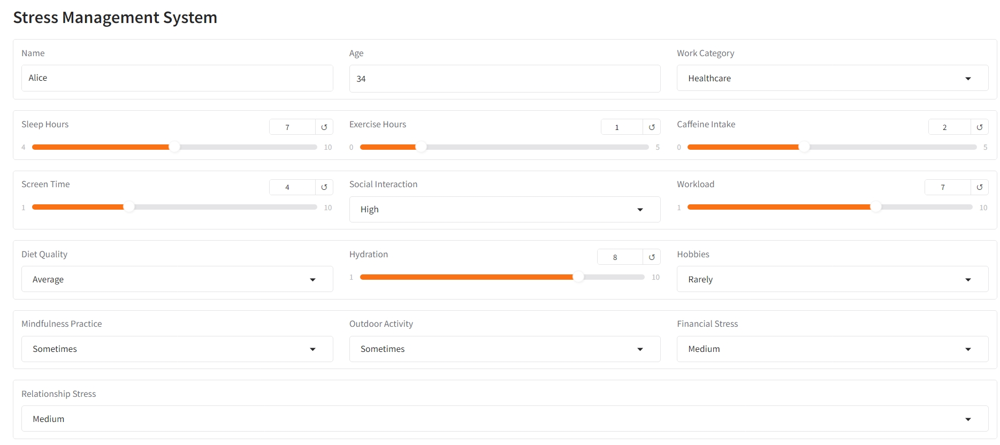 Stress Management System
Name
Age
Work Category
Alice
34
Healthcare
Sleep Hours
7
Exercise Hours
1
Caffeine Intake
2
4
10
0
5
0
5
Screen Time
4
Social Interaction
Workload
7
1
10
High
1
10
Diet Quality
Hydration
8
Hobbies
Average
1
10
Rarely
Mindfulness Practice
Outdoor Activity
Financial Stress
Sometimes
Sometimes
Medium
Relationship Stress
Medium